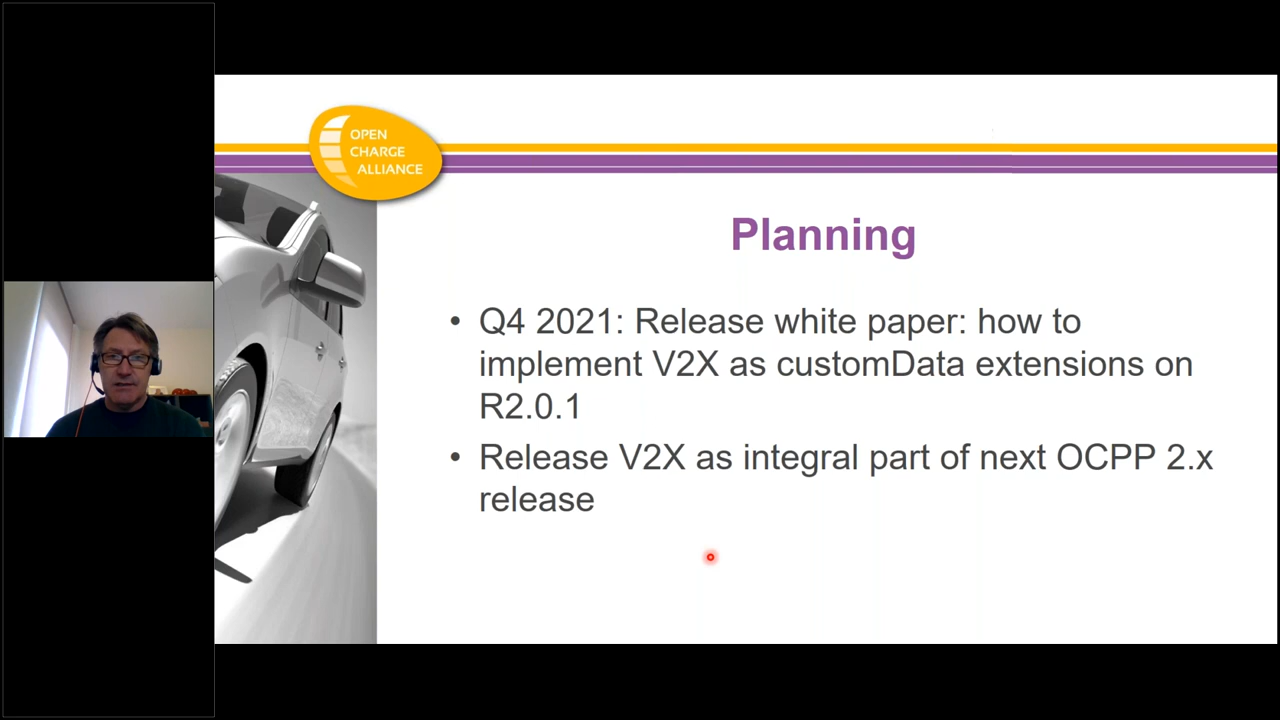 OPEN
CHARGE
ALLIANCE
Planning
• Q4 2021: Release white paper: how to
implement V2X as customData extensions on
R2.0.1
• Release V2X as integral part of next OCPP 2.x
release